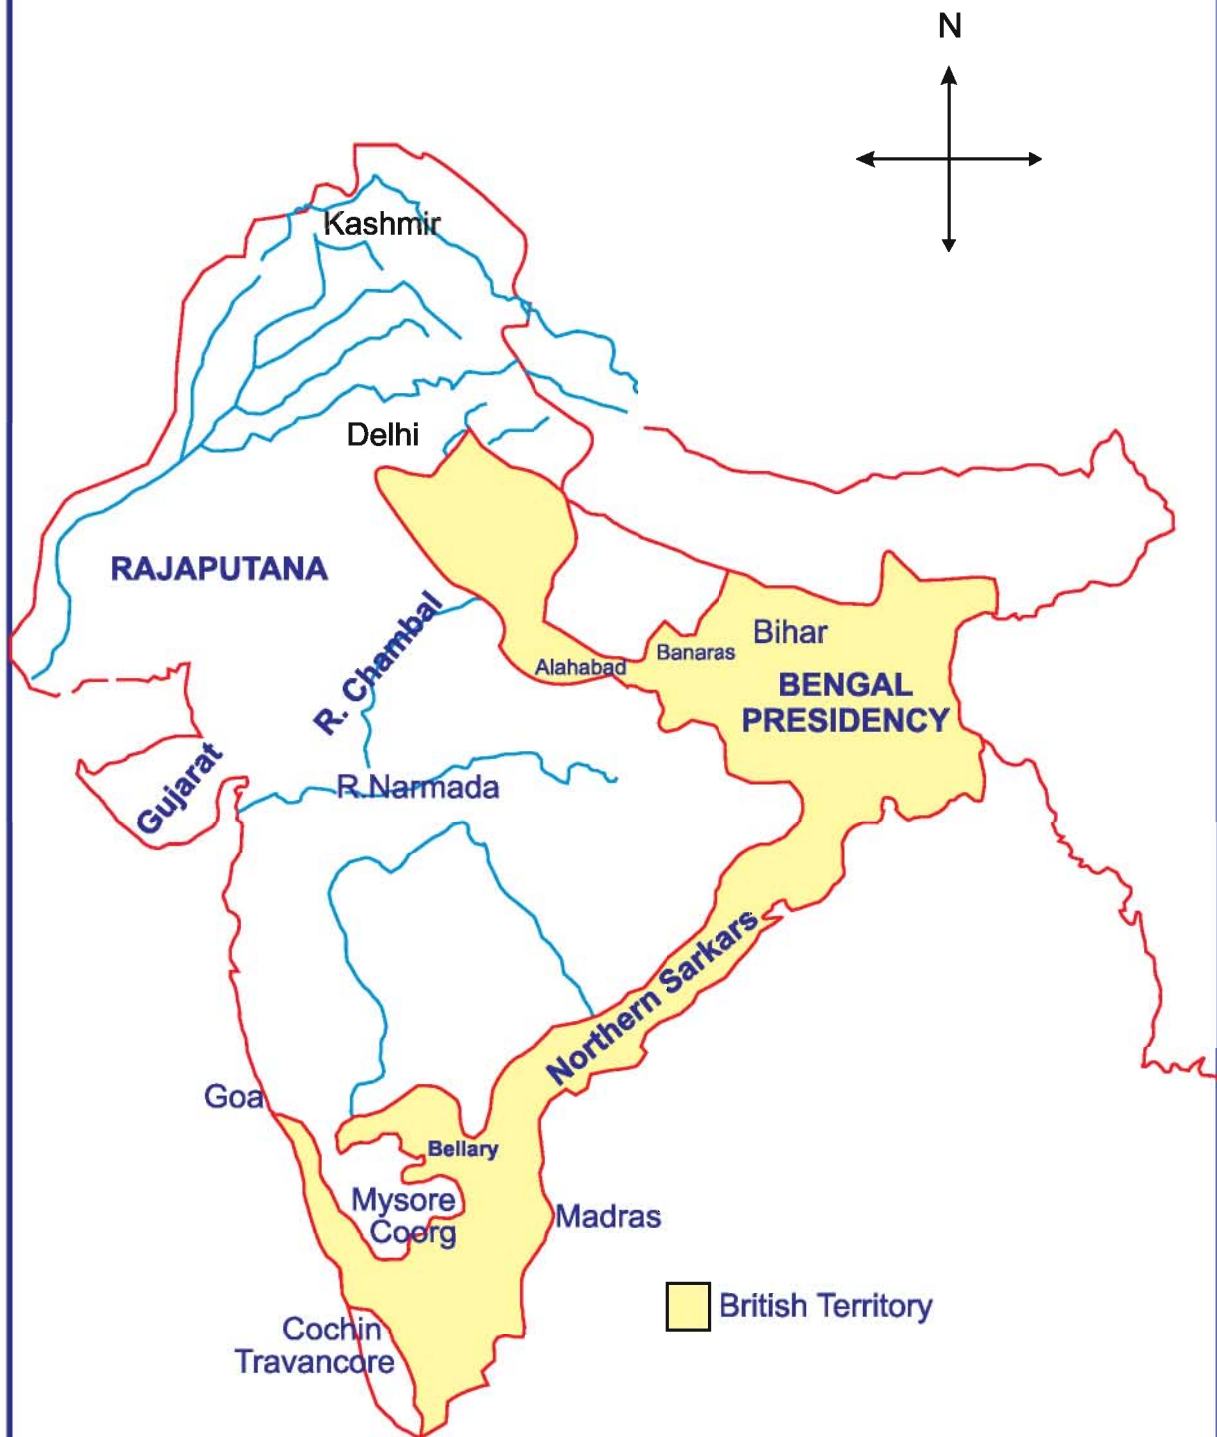 N
Kashmir
Delhi
RAJAPUTANA
R. Chambal
Bihar
Banaras
Alahabad
BENGAL
PRESIDENCY
Gujarat
R.Narmada
Northern Sarkars
Goa
Bellary
Mysore
Coorg
Madras
British Territory
Cochin
Travancore